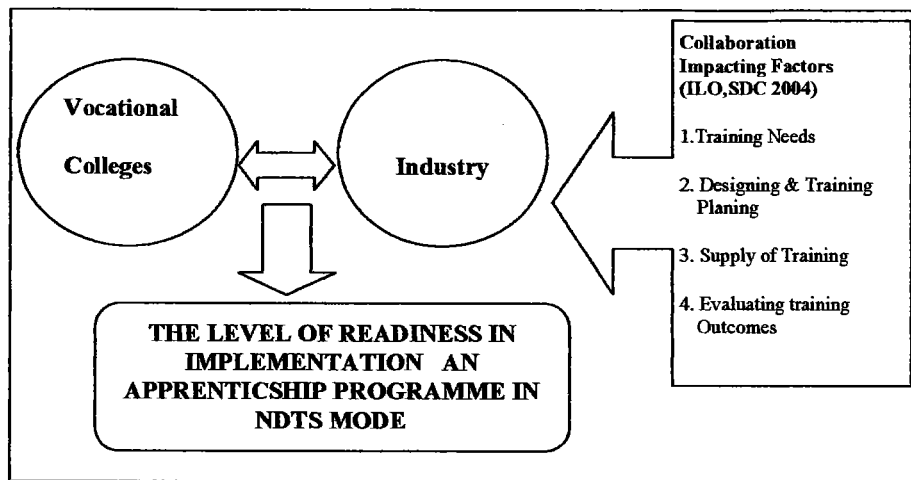 Vocational
Colleges
Industry
THE LEVEL OF READINESS IN
IMPLEMENTATION AN
APPRENTICSHIP PROGRAMME IN
NDTS MODE
Collaboration
Impacting Factors
(ILO,SDC 2004)
1.Training Needs
2. Designing & Training
Planing
3. Supply of Training
4. Evaluating training
Outcomes